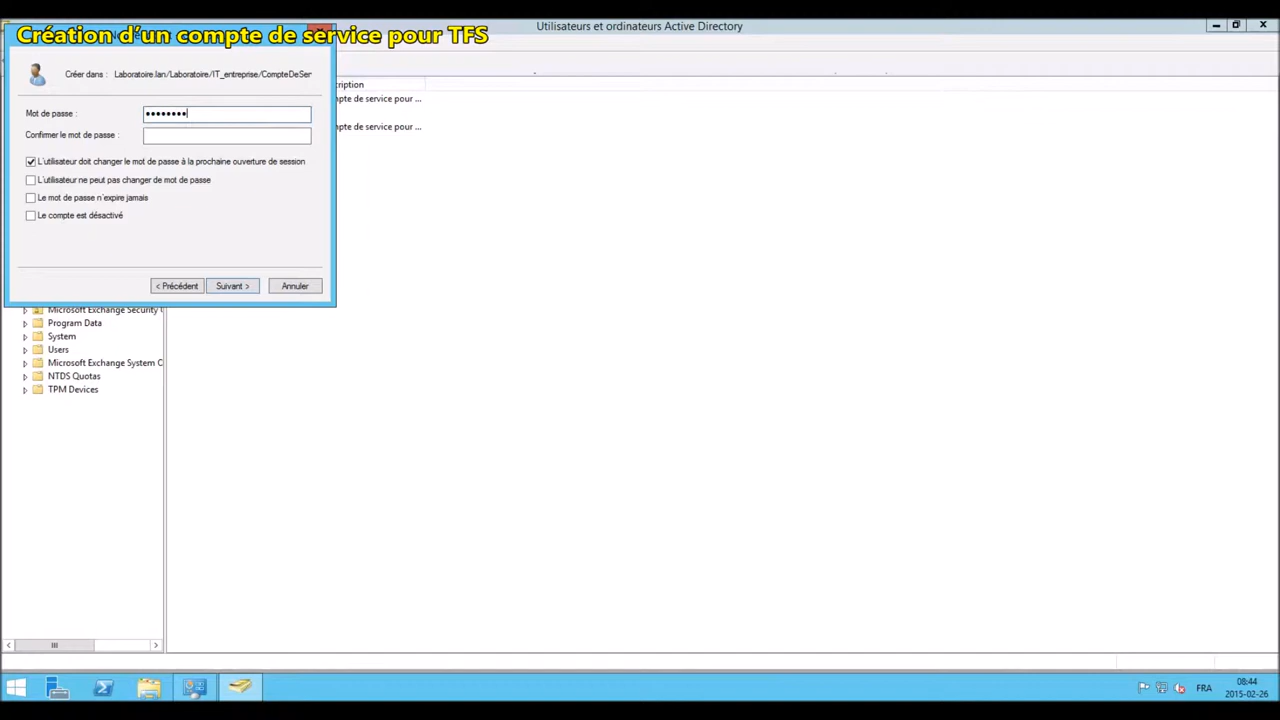 Création d'un compte de service pour TFS
Utilisateurs et ordinateurs Active Directory
Créer dans : Laboratoire.lan/Laboratoire/IT_entreprise/CompteDeSer
ription
Mot de passe : ••••••••
pte de service pour ...
Confirmer le mot de passe :
pte de service pour ...
L'utilisateur doit changer le mot de passe à la prochaine ouverture de session
L'utilisateur ne peut pas changer de mot de passe
Le mot de passe n'expire jamais
Le compte est désactivé
< Précédent
Suivant >
Annuler
Microsoft Exchange Security
Program Data
System
Users
Microsoft Exchange System C
NTDS Quotas
TPM Devices
FRA
08:44
2015-02-26